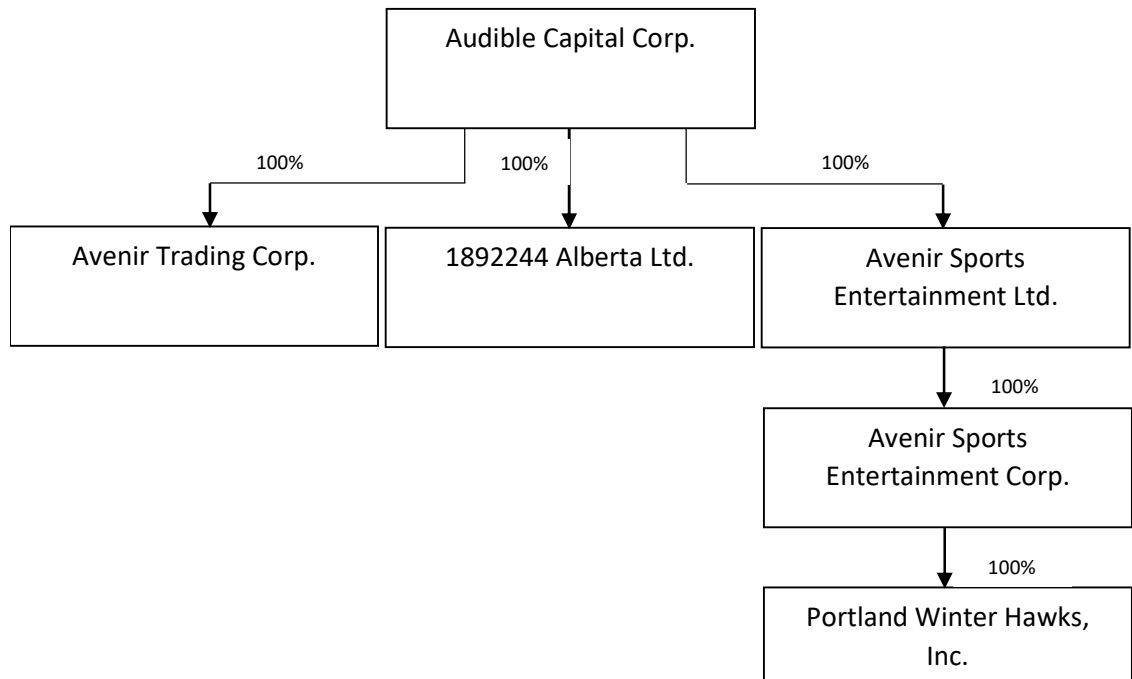 Audible Capital Corp.
100%
100%
100%
Avenir Trading Corp.
1892244 Alberta Ltd.
Avenir Sports
Entertainment Ltd.
100%
Avenir Sports
Entertainment Corp.
100%
Portland Winter Hawks,
Inc.